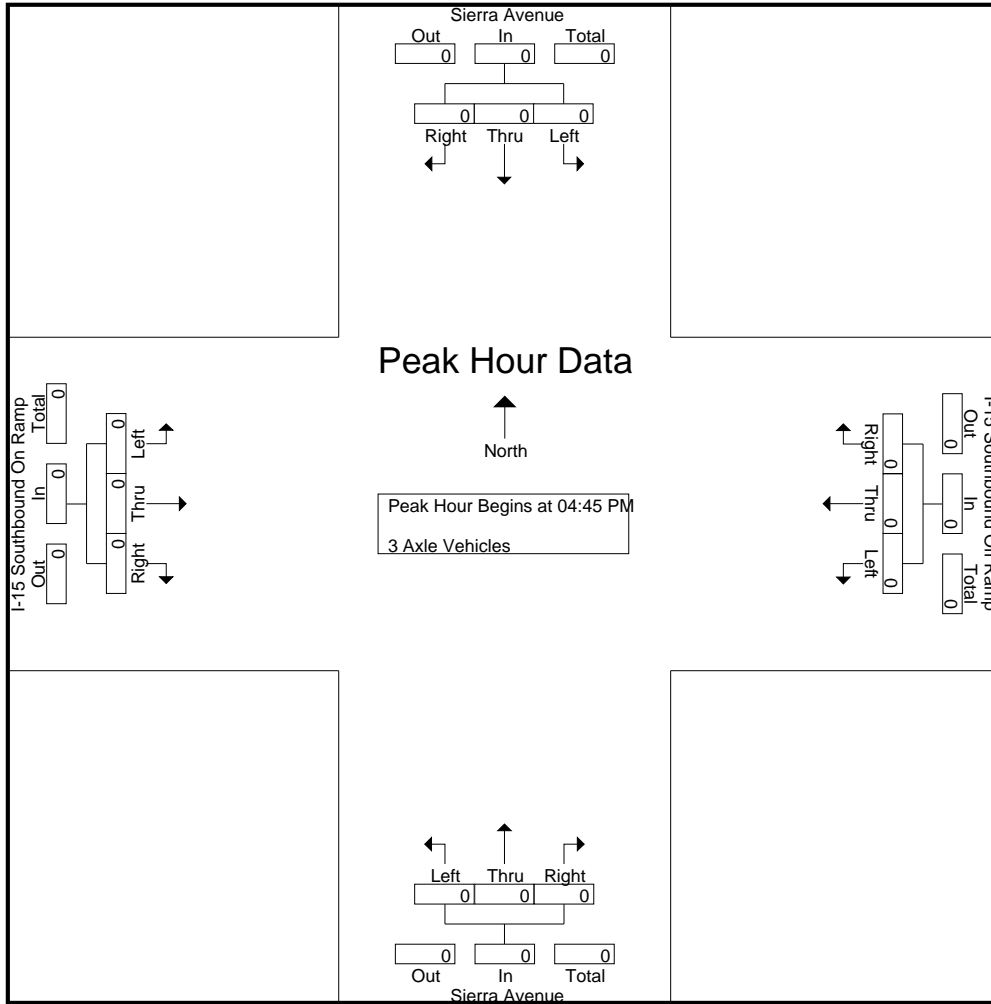 Sierra Avenue
Out In Total
0 0 0
0 0 0
Right Thru Left
Peak Hour Data
North
Peak Hour Begins at 04:45 PM
3 Axle Vehicles
I-15 Southbound On Ramp
Total In Out
0 0 0
0 0 0
Left Thru Right
Right Thru Left
0 0 0
0 0 0
Out In Total
Southbound Ramp
Left Thru Right
0 0 0
0 0 0
Out In Total
Sierra Avenue